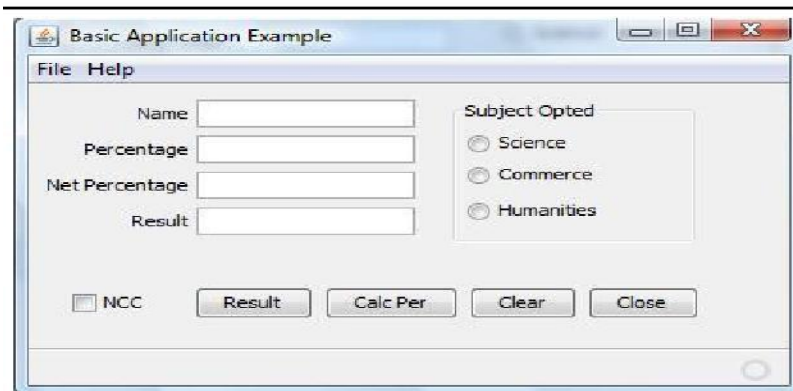 Basic Application Example
File Help
Name
Percentage
Net Percentage
Result
Subject Opted
Science
Commerce
Humanities
NCC
Result
Calc Per
Clear
Close